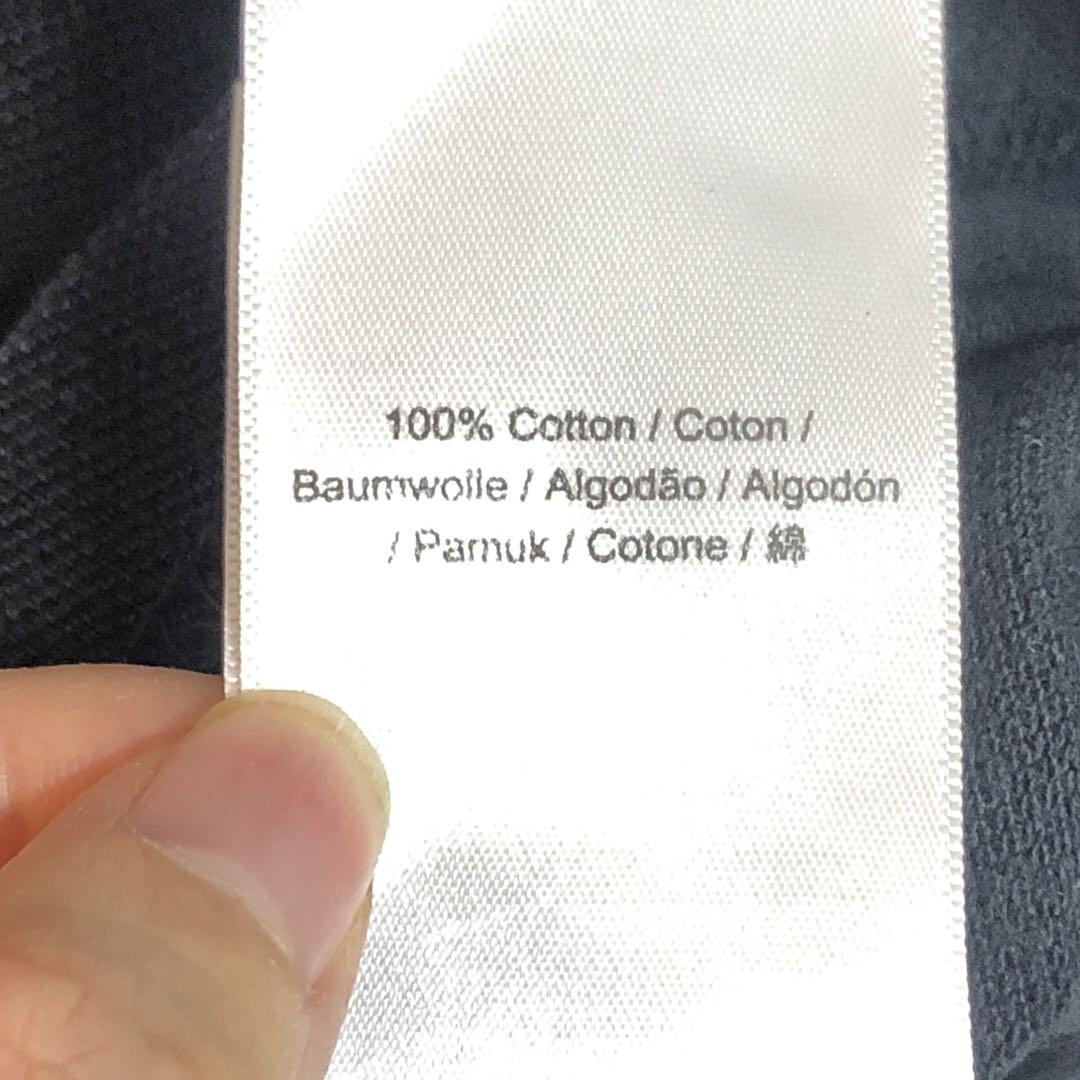 100% Cotton / Coton /
Baumwolle / Algodão / Algodón
/ Pamuk / Cotone / 綿